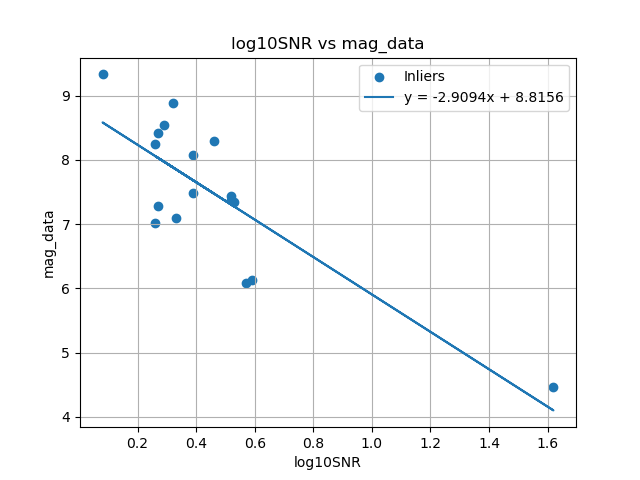 log10SNR vs mag_data
Inliers
y = -2.9094x + 8.8156
9
8
7
6
5
4
mag_data
0.2 0.4 0.6 0.8 1.0 1.2 1.4 1.6
log10SNR